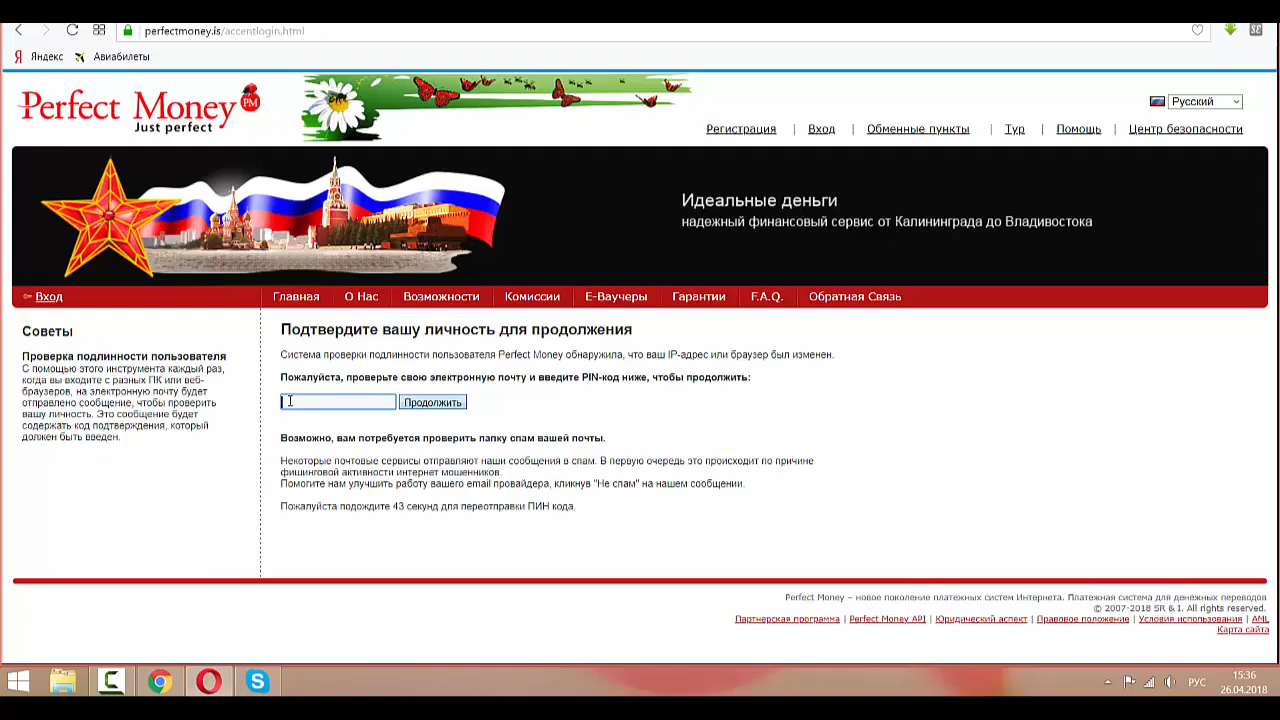 perfectmoney.is/accentlogin.html
Яндекс Авиабилеты
Perfect Money PM
Just perfect
Русский
Регистрация | Вход | Обменные пункты | Тур | Помощь | Центр безопасности
Идеальные деньги
надежный финансовый сервис от Калининграда до Владивостока
Вход Главная О Нас Возможности Комиссии Е-Ваучеры Гарантии F.A.Q. Обратная Связь
Советы
Проверка подлинности пользователя
С помощью этого инструмента каждый раз,
когда вы входите с разных ПК или веб-
браузеров, на электронную почту будет
отправлено сообщение, чтобы проверить
вашу личность. Это сообщение будет
содержать код подтверждения, который
должен быть введен.
Подтвердите вашу личность для продолжения
Система проверки подлинности пользователя Perfect Money обнаружила, что ваш IP-адрес или браузер был изменен.
Пожалуйста, проверьте свою электронную почту и введите PIN-код ниже, чтобы продолжить:
Продолжить
Возможно, вам потребуется проверить папку спам вашей почты.
Некоторые почтовые сервисы отправляют наши сообщения в спам. В первую очередь это происходит по причине
фишинговой активности интернет мошенников.
Помогите нам улучшить работу вашего email провайдера, кликнув "Не спам" на нашем сообщении.
Пожалуйста подождите 43 секунд для переотправки ПИН кода.
Perfect Money – новое поколение платежных систем Интернета. Платежная система для денежных переводов
© 2007-2018 SR & I. All rights reserved.
Партнерская программа | Perfect Money API | Юридический аспект | Правовое положение | Условия использования | AML
Карта сайта
РУС
15:36
26.04.2018